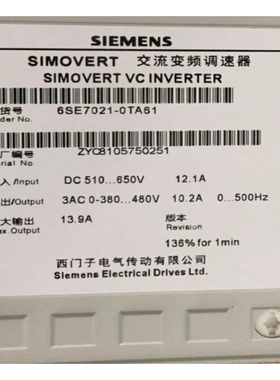 SIEMENS
SIMOVERT 交流变频调速器
SIMOVERT VC INVERTER
货号 6SE7021-0TA61
der No.
厂编号 ZYC8105750251
erial No.
入/Input DC 510...650V 12.1A
出/Output 3AC 0-380...480V 10.2A 0...500Hz
大输出 13.9A 版本
ax Output Revision
136% for 1min
西门子电气传动有限公司
Siemens Electrical Drives Ltd.